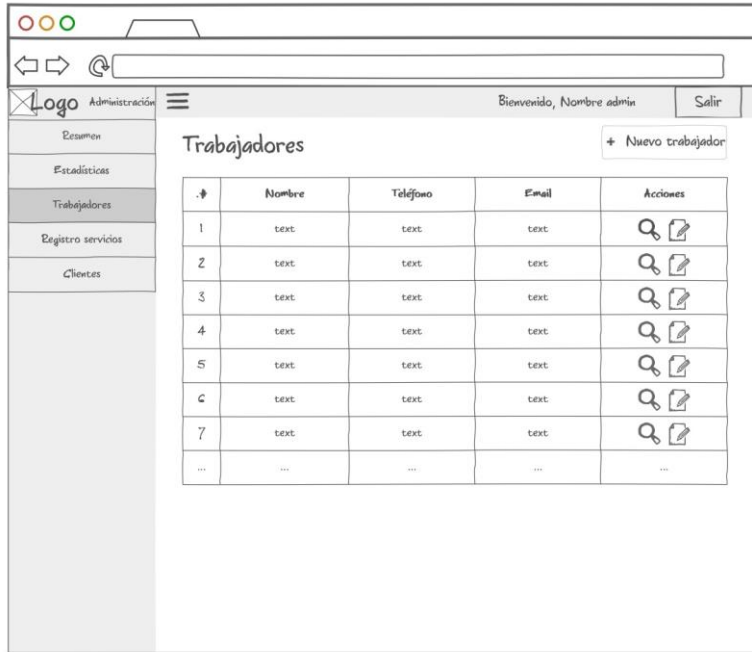 Logo Administración
Bienvenido, Nombre admin Salir
Resumen
Estadísticas
Trabajadores
Registro servicios
Clientes
Trabajadores
+ Nuevo trabajador
.# Nombre Teléfono Email Acciones
1 text text text
2 text text text
3 text text text
4 text text text
5 text text text
6 text text text
7 text text text
... ... ... ... ...